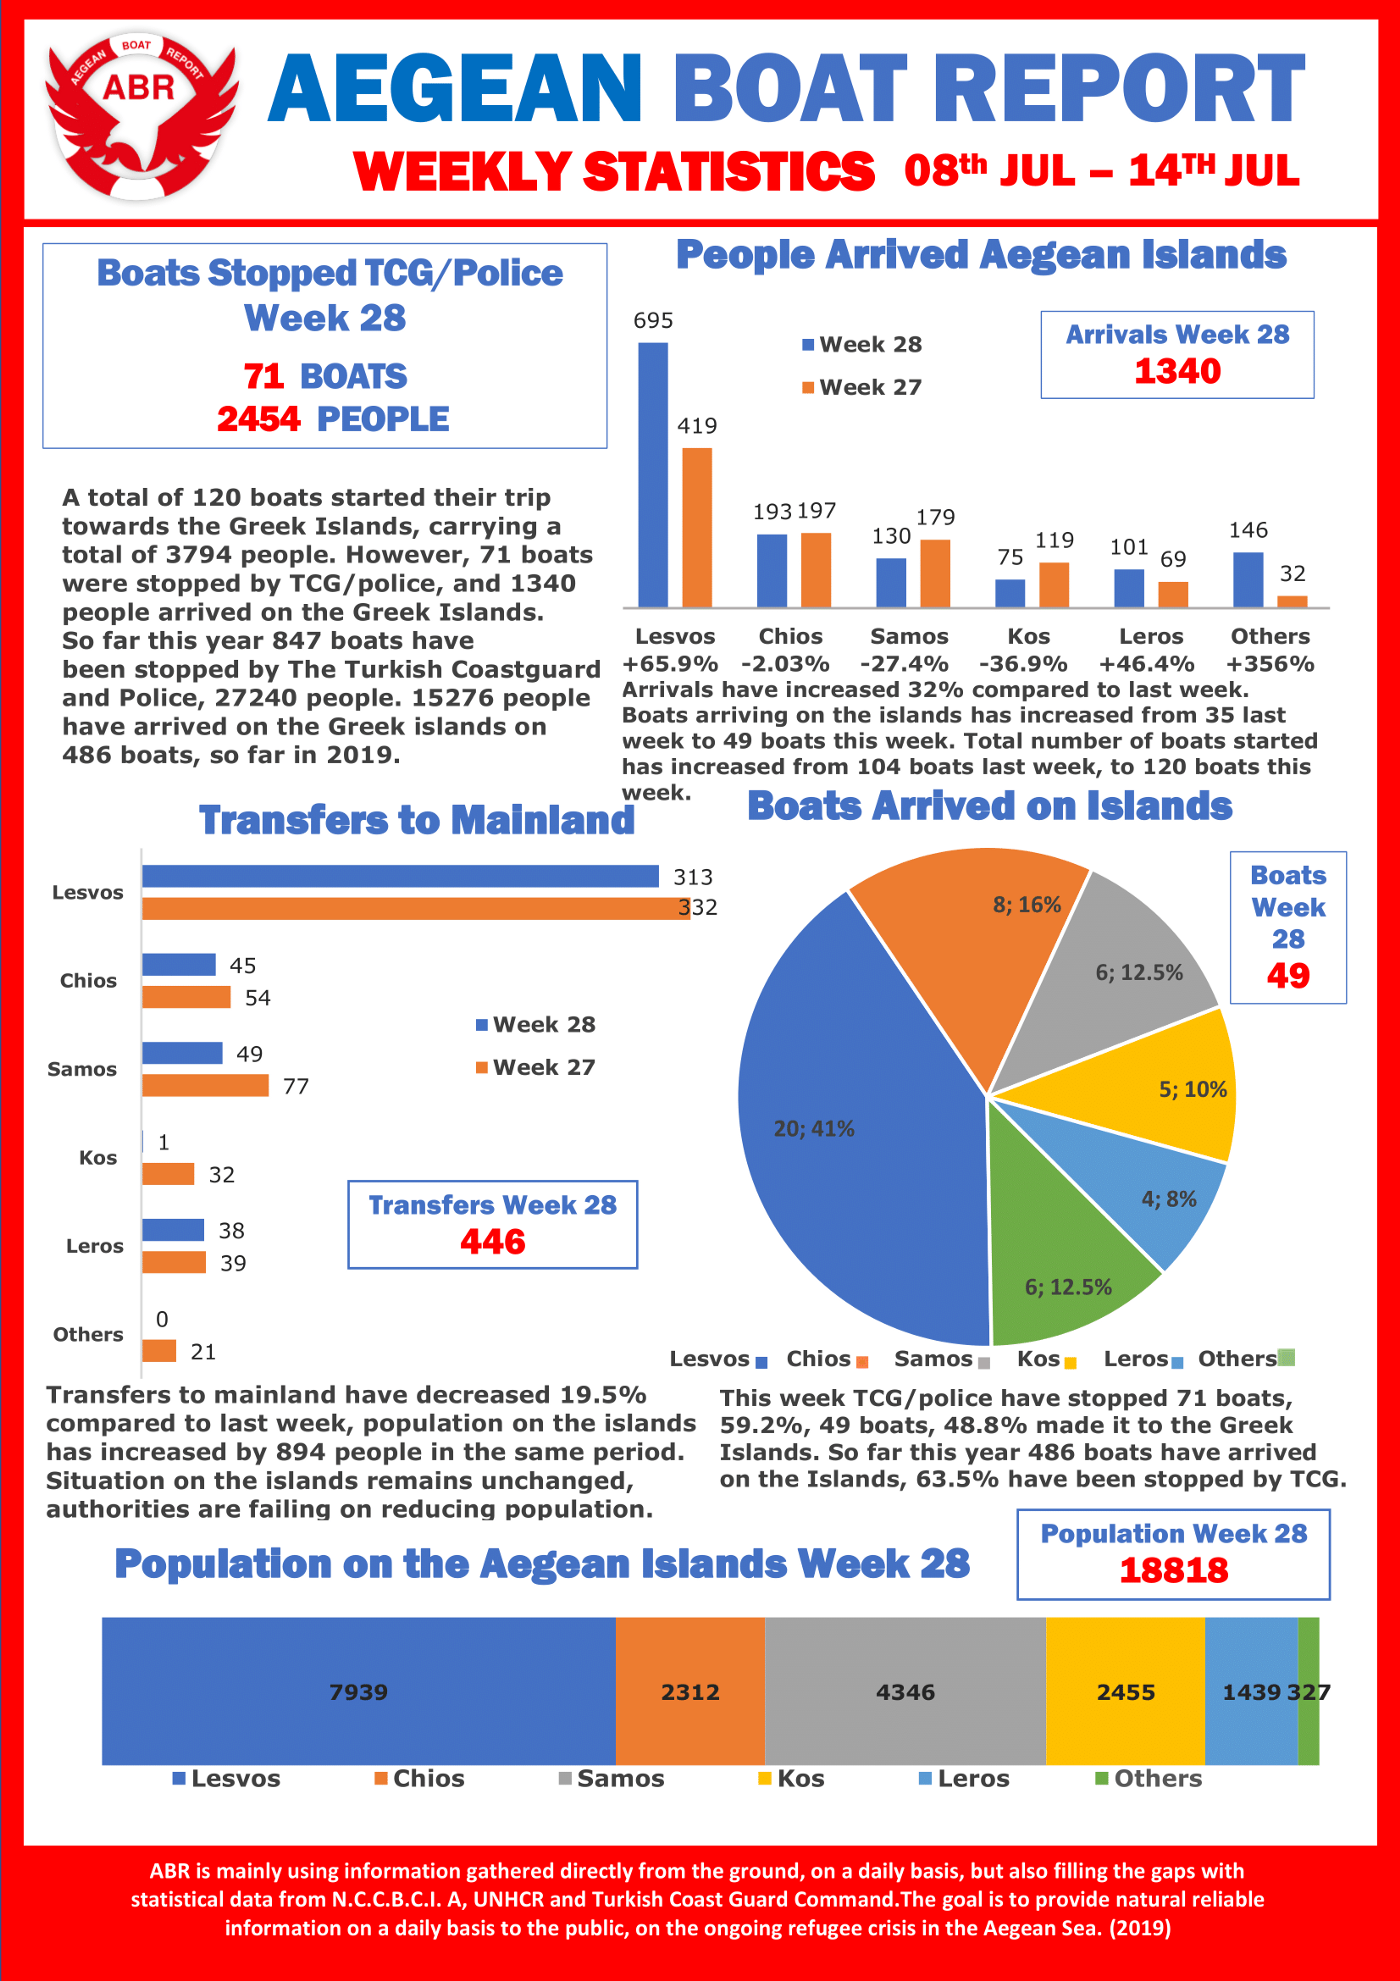 AEGEAN BOAT REPORT
ABR
AEGEAN BOAT REPORT
WEEKLY STATISTICS 08th JUL – 14TH JUL
Boats Stopped TCG/Police
Week 28
71 BOATS
2454 PEOPLE
A total of 120 boats started their trip
towards the Greek Islands, carrying a
total of 3794 people. However, 71 boats
were stopped by TCG/police, and 1340
people arrived on the Greek Islands.
So far this year 847 boats have
been stopped by The Turkish Coastguard
and Police, 27240 people. 15276 people
have arrived on the Greek islands on
486 boats, so far in 2019.
People Arrived Aegean Islands
Week 28
Week 27
Arrivals Week 28
1340
695
419
193 197
130
179
75
119
101
69
146
32
Lesvos Chios Samos Kos Leros Others
+65.9% -2.03% -27.4% -36.9% +46.4% +356%
Arrivals have increased 32% compared to last week.
Boats arriving on the islands has increased from 35 last
week to 49 boats this week. Total number of boats started
has increased from 104 boats last week, to 120 boats this
week.
Transfers to Mainland
Lesvos
313
332
Chios
45
54
Samos
49
77
Kos
1
32
Leros
38
39
Others
0
21
Week 28
Week 27
Transfers Week 28
446
Transfers to mainland have decreased 19.5%
compared to last week, population on the islands
has increased by 894 people in the same period.
Situation on the islands remains unchanged,
authorities are failing on reducing population.
Boats Arrived on Islands
Boats
Week
28
49
8; 16%
6; 12.5%
5; 10%
20; 41%
4; 8%
6; 12.5%
Lesvos Chios Samos Kos Leros Others
This week TCG/police have stopped 71 boats,
59.2%, 49 boats, 48.8% made it to the Greek
Islands. So far this year 486 boats have arrived
on the Islands, 63.5% have been stopped by TCG.
Population on the Aegean Islands Week 28
Population Week 28
18818
7939 2312 4346 2455 1439 327
Lesvos Chios Samos Kos Leros Others
ABR is mainly using information gathered directly from the ground, on a daily basis, but also filling the gaps with
statistical data from N.C.C.B.C.I. A, UNHCR and Turkish Coast Guard Command.The goal is to provide natural reliable
information on a daily basis to the public, on the ongoing refugee crisis in the Aegean Sea. (2019)